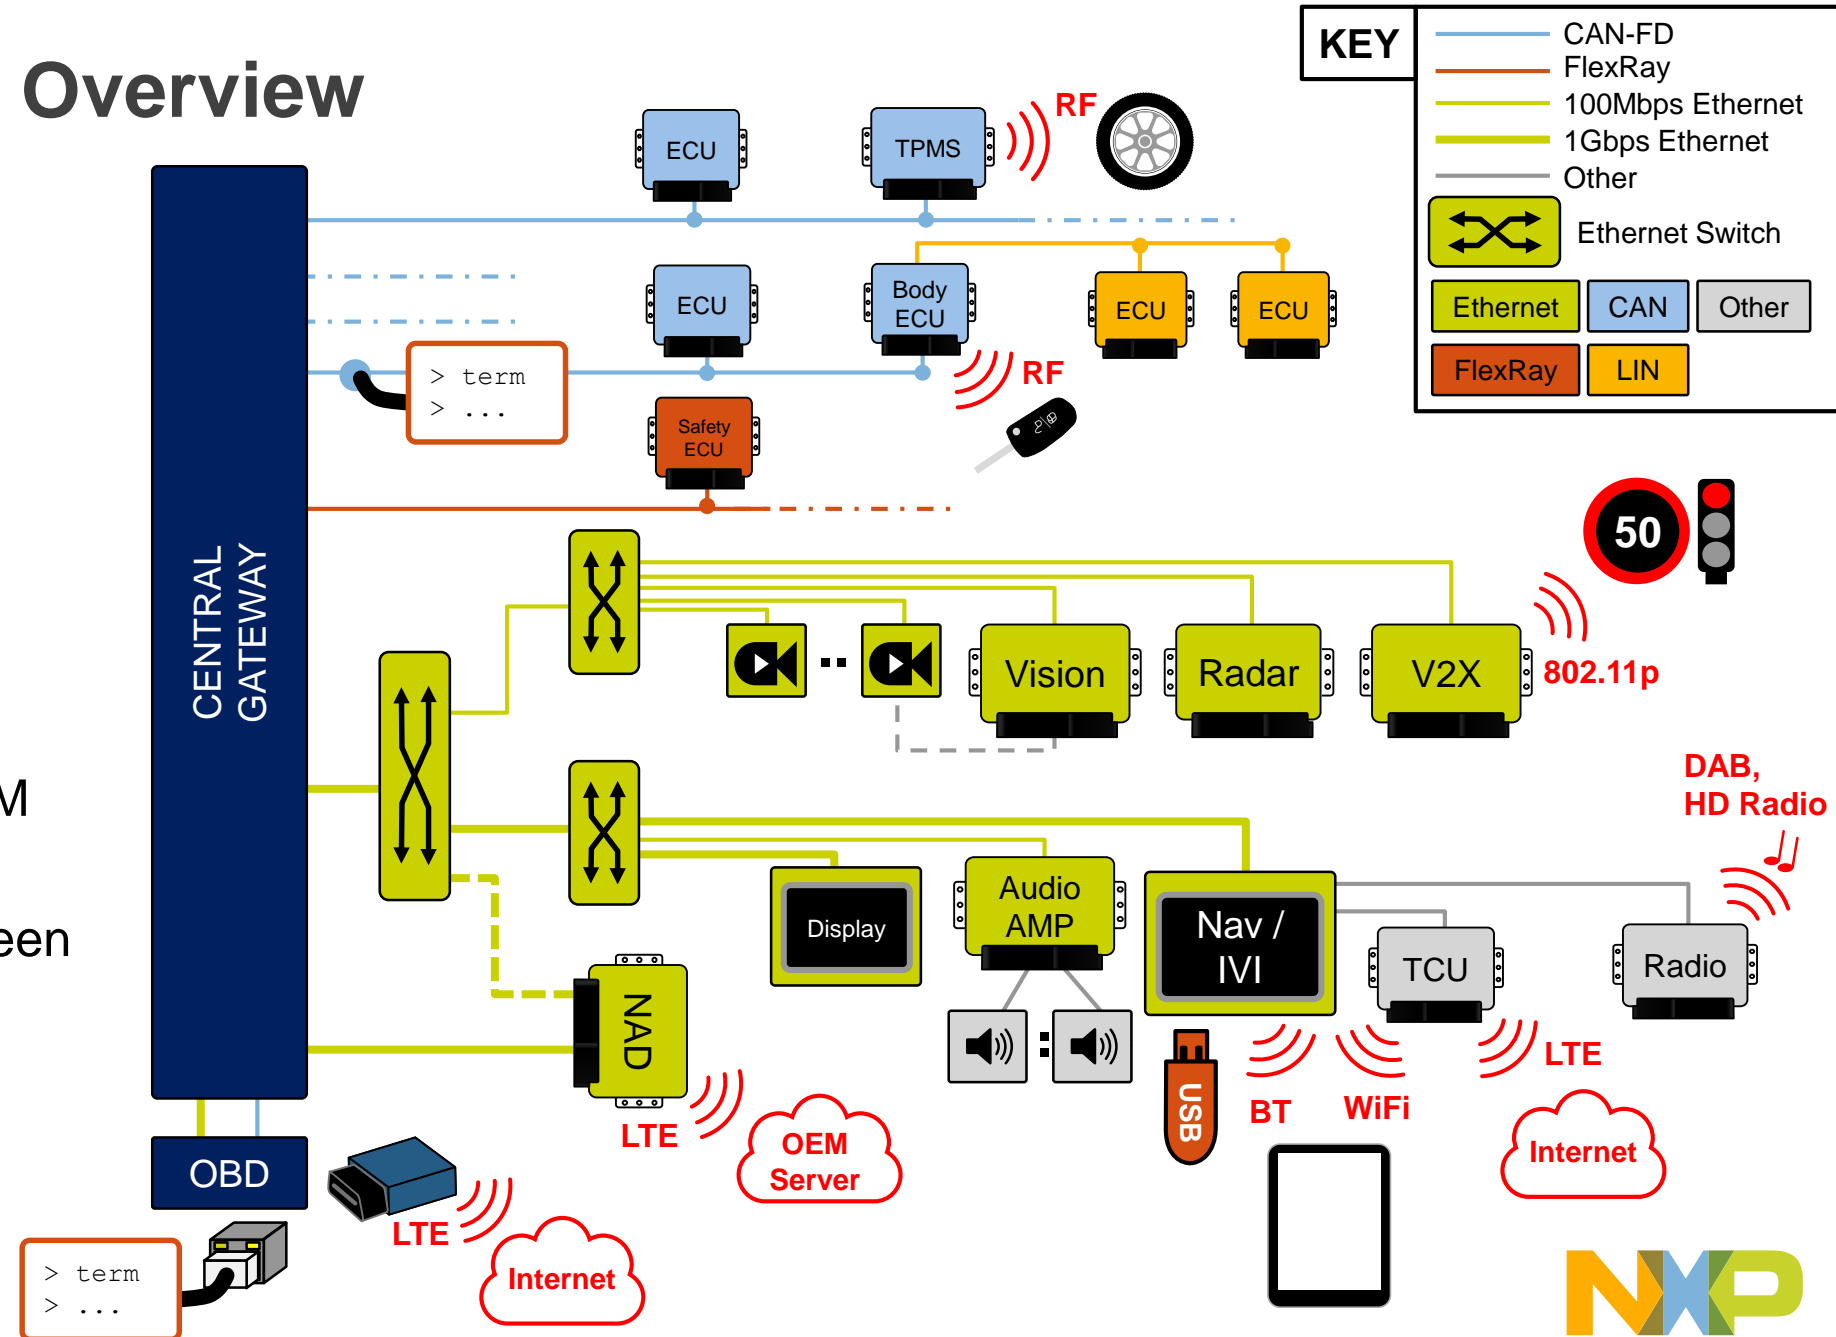 Overview
KEY
CAN-FD
FlexRay
100Mbps Ethernet
1Gbps Ethernet
Other
Ethernet Switch
Ethernet
CAN
Other
FlexRay
LIN
ECU
TPMS
RF
ECU
Body
ECU
ECU
ECU
> term
> ...
RF
Safety
ECU
CENTRAL
GATEWAY
50
Vision
Radar
V2X
802.11p
DAB,
HD Radio
M
een
Display
Audio
AMP
Nav /
IVI
TCU
Radio
NAD
LTE
OEM
Server
USB
BT
WiFi
LTE
Internet
OBD
LTE
Internet
> term
> ...
NXP